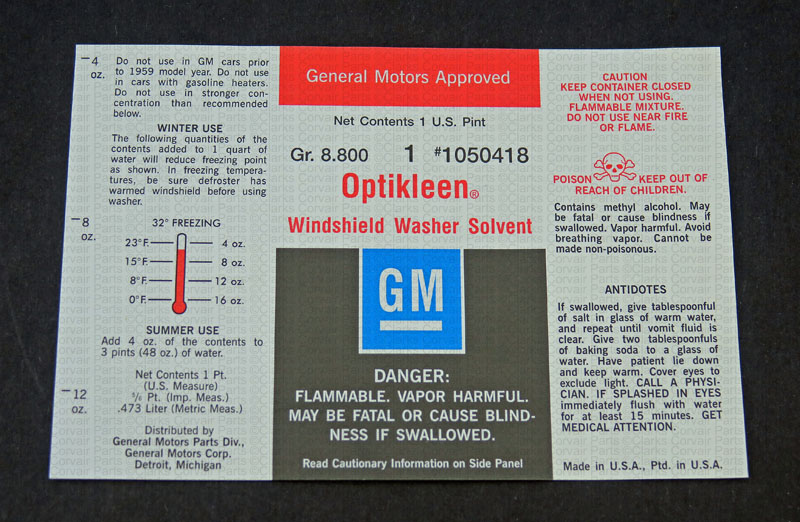 4
oz.
Do not use in GM cars prior
to 1959 model year. Do not use
in cars with gasoline heaters.
Do not use in stronger con-
centration than recommended
below.
WINTER USE
The following quantities of the
contents added to 1 quart of
water will reduce freezing point
as shown. In freezing tempera-
tures, be sure defroster has
warmed windshield before using
washer.
8
oz.
32° FREEZING
23°F. 4 oz.
15°F. 8 oz.
8°F. 12 oz.
0°F. 16 oz.
SUMMER USE
Add 4 oz. of the contents to
3 pints (48 oz.) of water.
12
oz.
Net Contents 1 Pt.
(U.S. Measure)
5/6 Pt. (Imp. Meas.)
.473 Liter (Metric Meas.)
Distributed by
General Motors Parts Div.,
General Motors Corp.
Detroit, Michigan
General Motors Approved
Net Contents 1 U.S. Pint
Gr. 8.800 1 #1050418
Optikleen®
Windshield Washer Solvent
GM
DANGER:
FLAMMABLE. VAPOR HARMFUL.
MAY BE FATAL OR CAUSE BLIND-
NESS IF SWALLOWED.
Read Cautionary Information on Side Panel
CAUTION
KEEP CONTAINER CLOSED
WHEN NOT USING.
FLAMMABLE MIXTURE.
DO NOT USE NEAR FIRE
OR FLAME.
POISON KEEP OUT OF
REACH OF CHILDREN.
Contains methyl alcohol. May
be fatal or cause blindness if
swallowed. Vapor harmful. Avoid
breathing vapor. Cannot be
made non-poisonous.
ANTIDOTES
If swallowed, give tablespoonful
of salt in glass of warm water,
and repeat until vomit fluid is
clear. Give two tablespoonfuls
of baking soda to a glass of
water. Have patient lie down
and keep warm. Cover eyes to
exclude light. CALL A PHYSI-
CIAN. IF SPLASHED IN EYES
immediately flush with water
for at least 15 minutes. GET
MEDICAL ATTENTION.
Made in U.S.A., Ptd. in U.S.A.